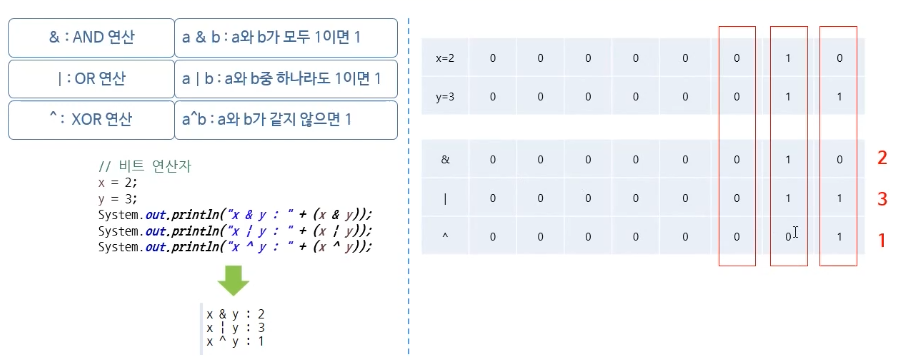 & : AND 연산 a & b : a와 b가 모두 1이면 1
| : OR 연산 a | b : a와 b중 하나라도 1이면 1
^ : XOR 연산 a^b : a와 b가 같지 않으면 1
// 비트 연산자
x = 2;
y = 3;
System.out.println("x & y : " + (x & y));
System.out.println("x | y : " + (x | y));
System.out.println("x ^ y : " + (x ^ y));
x & y : 2
x | y : 3
x ^ y : 1
x=2 0 0 0 0 0 0 1 0
y=3 0 0 0 0 0 0 1 1
& 0 0 0 0 0 0 1 0 2
| 0 0 0 0 0 0 1 1 3
^ 0 0 0 0 0 0 0 1 1